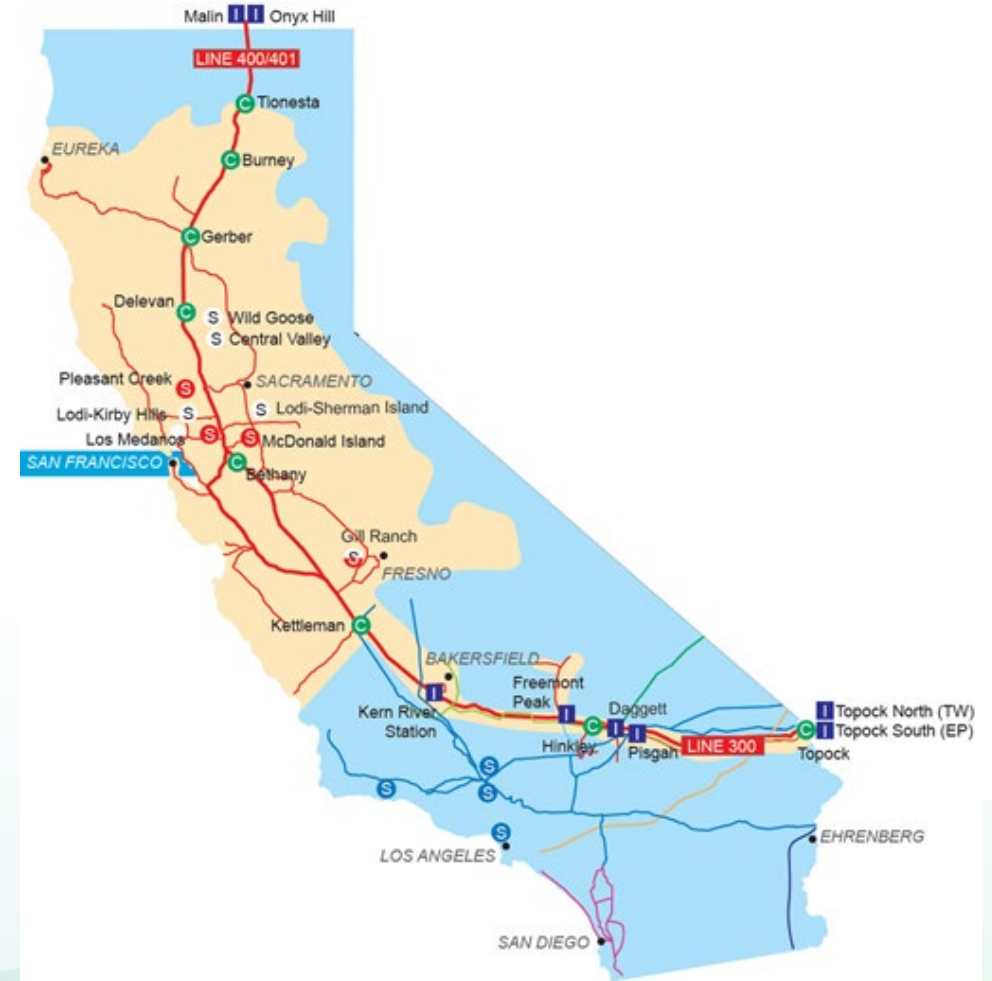 Malin I I Onyx Hill
LINE 400/401
C Tionesta
EUREKA
C Burney
C Gerber
Delevan C
S Wild Goose
S Central Valley
Pleasant Creek S
SACRAMENTO
Lodi-Kirby Hills S
S Lodi-Sherman Island
Los Medanos S
S McDonald Island
SAN FRANCISCO
C
Bethany
Gill Ranch
S
FRESNO
Kettleman C
BAKERSFIELD
I
Kern River
Station
Freemont
Peak
I
Hinkley
C
Daggett
I
I
Pisgah
LINE 300
I Topock North (TW)
C I Topock South (EP)
Topock
S
S
S
S
LOS ANGELES
EHRENBERG
SAN DIEGO